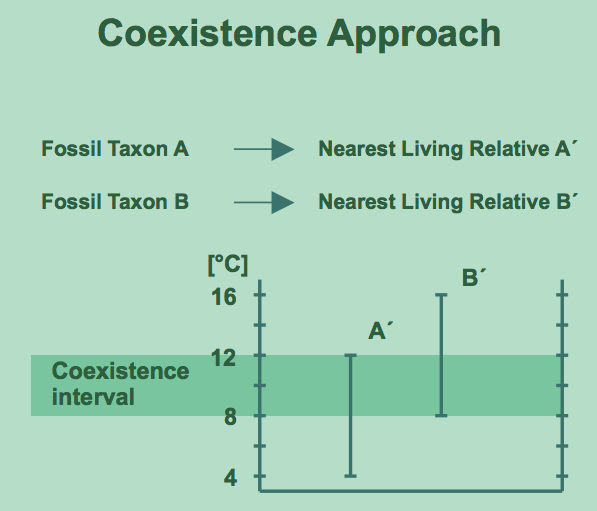 Coexistence Approach
Fossil Taxon A
Nearest Living Relative A´
Fossil Taxon B
Nearest Living Relative B´
[°C]
B´
16
A´
12
Coexistence
interval
8
4